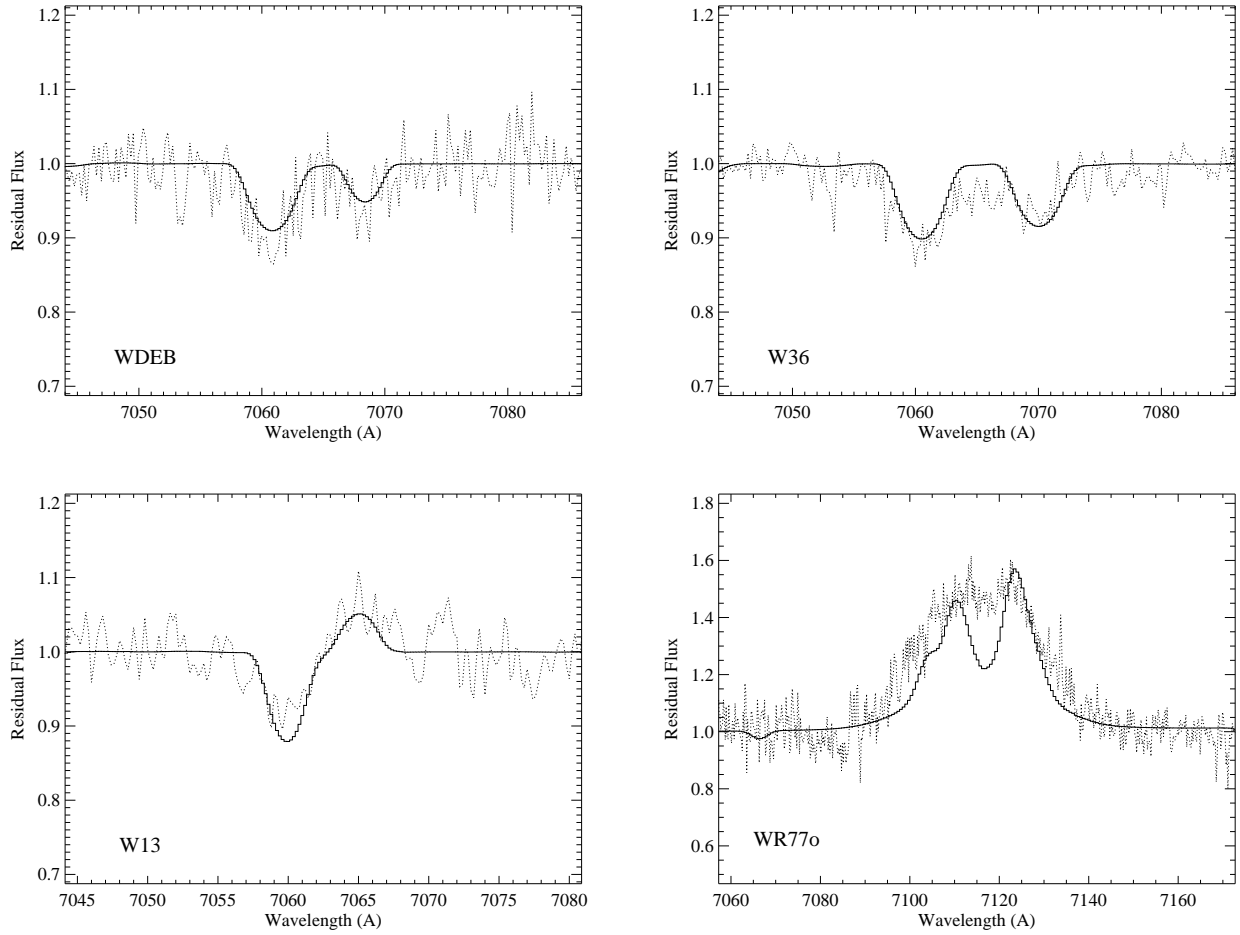 1.2
1.1
1.0
0.9
0.8
0.7
Residual Flux
WDEB
7050 7060 7070 7080
Wavelength (A)
1.2
1.1
1.0
0.9
0.8
0.7
Residual Flux
W36
7050 7060 7070 7080
Wavelength (A)
1.2
1.1
1.0
0.9
0.8
0.7
Residual Flux
W13
7045 7050 7055 7060 7065 7070 7075 7080
Wavelength (A)
1.8
1.6
1.4
1.2
1.0
0.8
0.6
Residual Flux
WR77o
7060 7080 7100 7120 7140 7160
Wavelength (A)